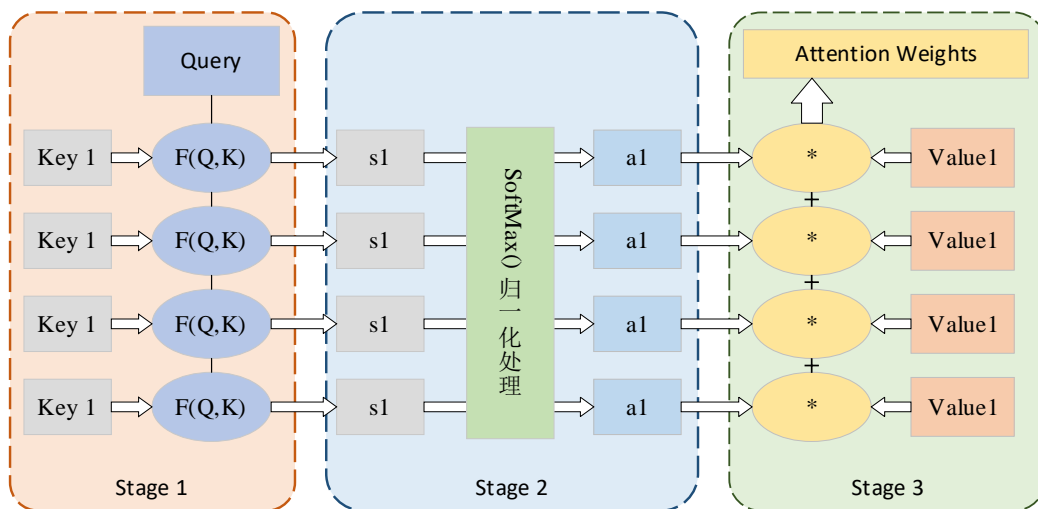 Query
Attention Weights
Key 1
F(Q,K)
s1
SoftMax() 归一化处理
a1
*
Value1
+
Key 1
F(Q,K)
s1
a1
*
Value1
+
Key 1
F(Q,K)
s1
a1
*
Value1
+
Key 1
F(Q,K)
s1
a1
*
Value1
Stage 1
Stage 2
Stage 3